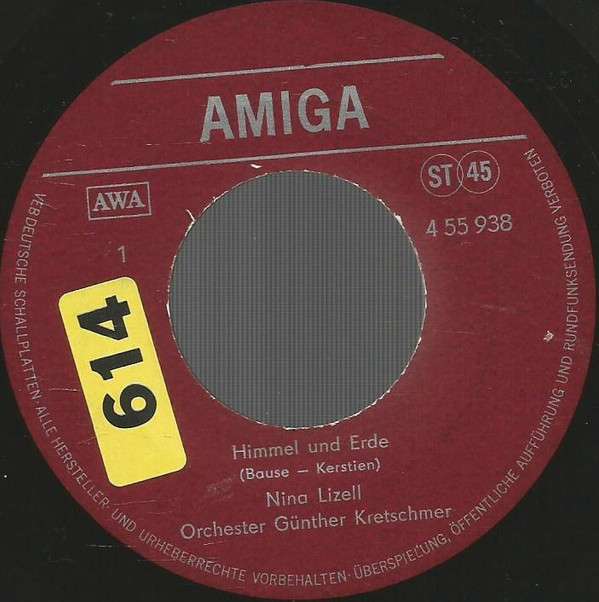 AMIGA
AWA
ST 45
1
4 55 938
614
Himmel und Erde
(Bause – Kerstien)
Nina Lizell
Orchester Günther Kretschmer
VEB DEUTSCHE SCHALLPLATTEN·ALLE HERSTELLER- UND URHEBERRECHTE VORBEHALTEN·ÜBERSPIELUNG, ÖFFENTLICHE AUFFÜHRUNG UND RUNDFUNKSENDUNG VERBOTEN